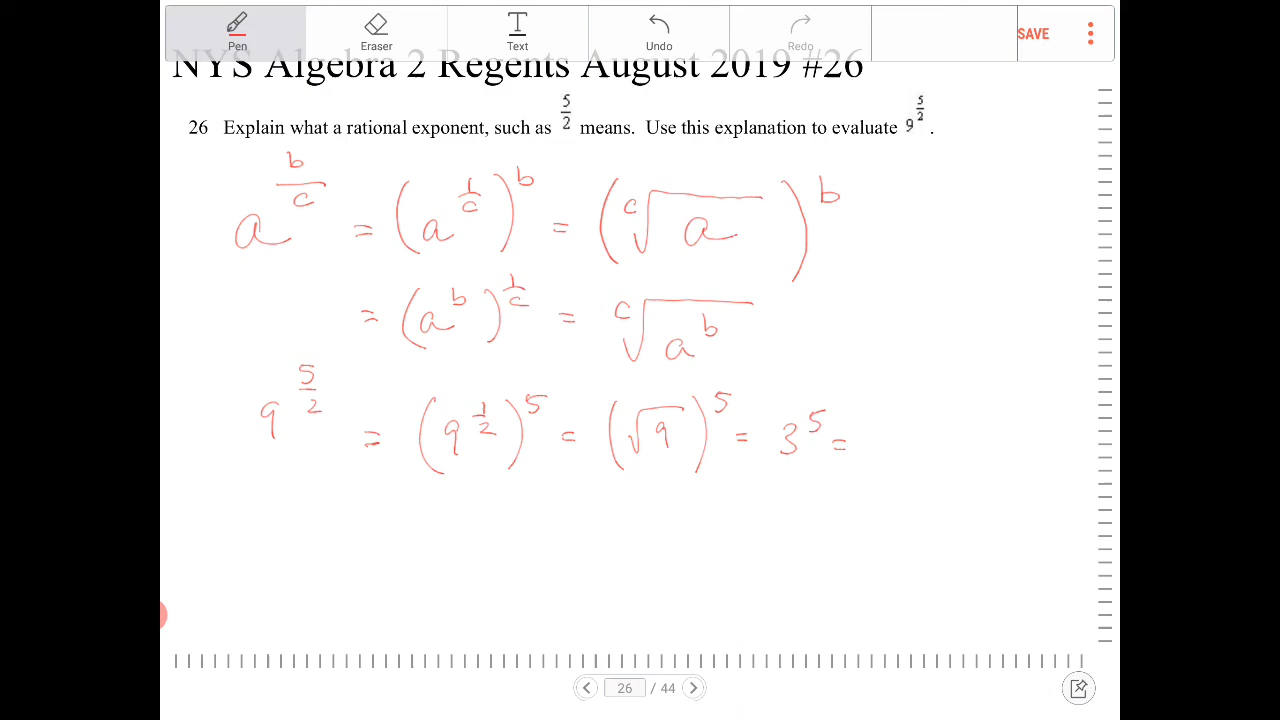 Pen Eraser Text Undo Redo SAVE
NYS Algebra 2 Regents August 2019 #26
26 Explain what a rational exponent, such as 5/2 means. Use this explanation to evaluate 9^(5/2).
a^(b/c) = (a^(1/c))^b = (ᶜ√a)^b
= (a^b)^(1/c) = ᶜ√(a^b)
9^(5/2) = (9^(1/2))^5 = (√9)^5 = 3^5 =
26 / 44